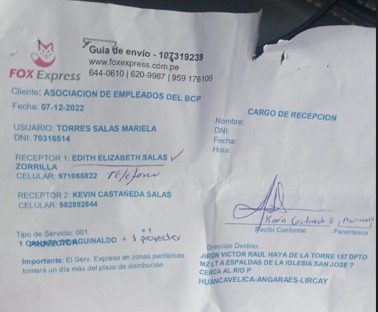 Guía de envío - 107319239
www.foxexpress.com.pe
644-0610 | 620-9987 | 959 176106
FOX Express
Cliente: ASOCIACION DE EMPLEADOS DEL BCP
Fecha: 07-12-2022
USUARIO: TORRES SALAS MARIELA
DNI: 70316514
RECEPTOR 1: EDITH ELIZABETH SALAS
ZORRILLA
CELULAR: 971065822
RECEPTOR 2: KEVIN CASTAÑEDA SALAS
CELULAR: 982892844
Tipo de Servicio: 001
1 CANASTA AGUINALDO + 1 proyector
Importante: El Serv. Expreso en zonas periféricas
tomará un día más del plazo de distribución
CARGO DE RECEPCION
Nombre:
DNI:
Fecha:
Hora:
Kevin Castañeda S
Recibí Conforme
Parentesco
Dirección Destino:
JIRON VICTOR RAUL HAYA DE LA TORRE 157 DPTO
MZ LT A ESPALDAS DE LA IGLESIA SAN JOSE ?
CERCA AL RIO P
HUANCAVELICA-ANGARAES-LIRCAY